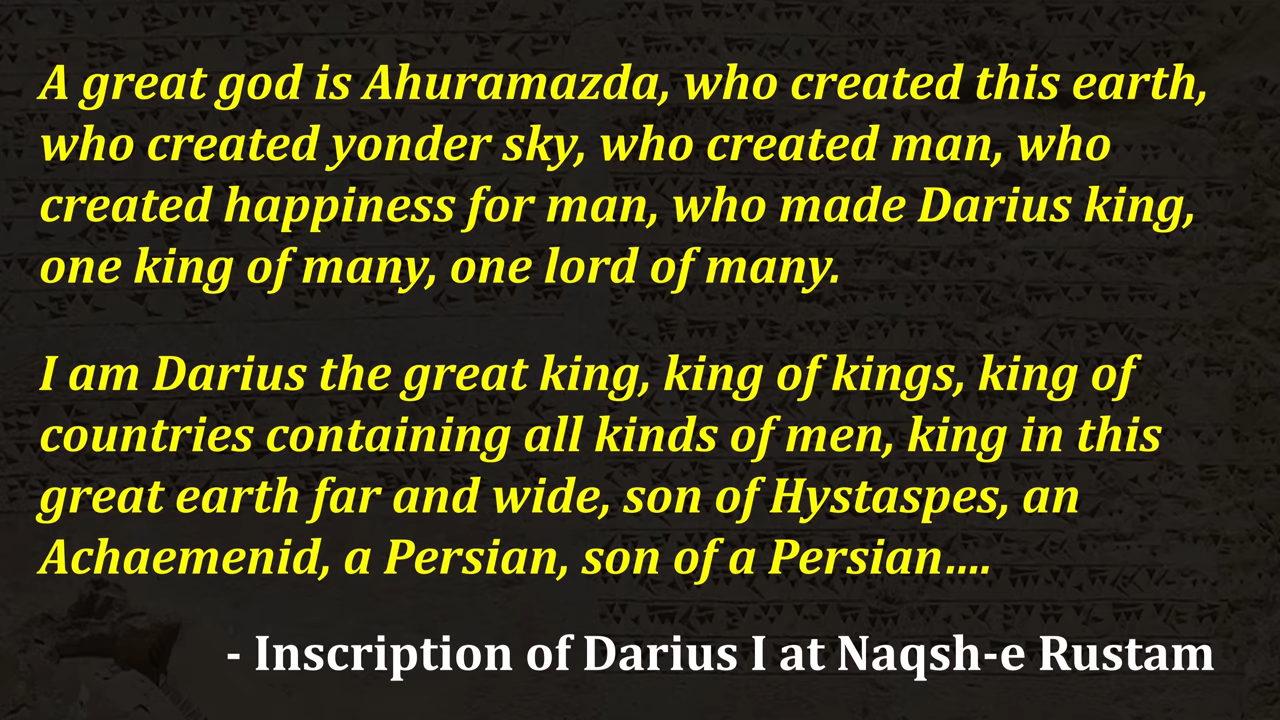 A great god is Ahuramazda, who created this earth,
who created yonder sky, who created man, who
created happiness for man, who made Darius king,
one king of many, one lord of many.
I am Darius the great king, king of kings, king of
countries containing all kinds of men, king in this
great earth far and wide, son of Hystaspes, an
Achaemenid, a Persian, son of a Persian....
- Inscription of Darius I at Naqsh-e Rustam